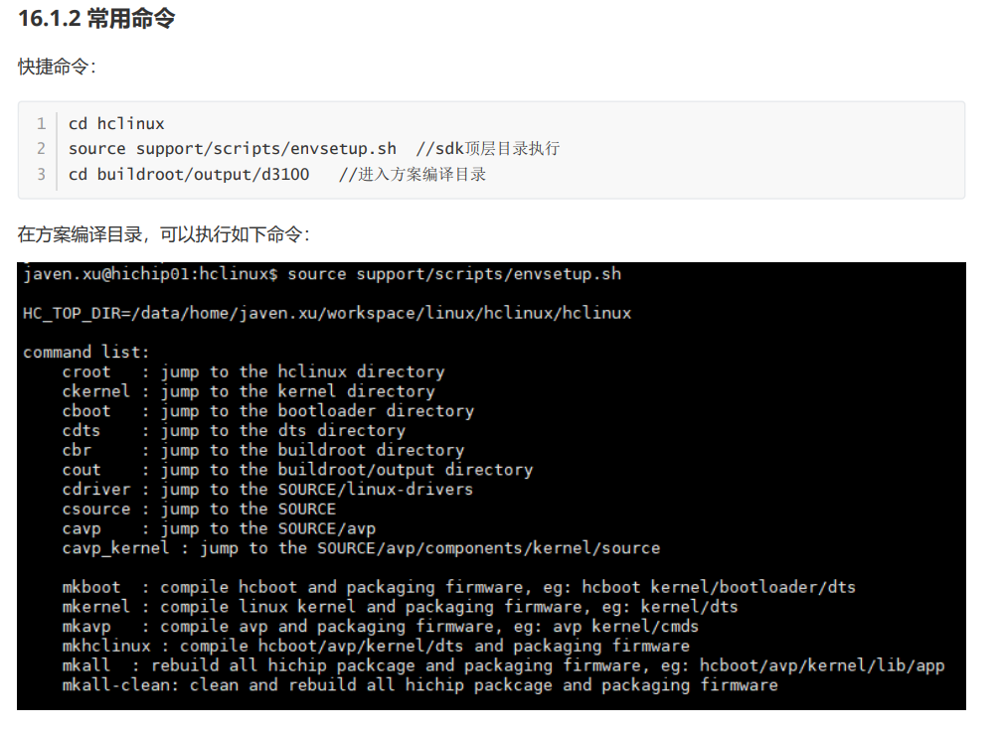 16.1.2 常用命令
快捷命令：
1 cd hclinux
2 source support/scripts/envsetup.sh  //sdk顶层目录执行
3 cd buildroot/output/d3100   //进入方案编译目录
在方案编译目录，可以执行如下命令：
javen.xu@hichip01:hclinux$ source support/scripts/envsetup.sh
HC_TOP_DIR=/data/home/javen.xu/workspace/linux/hclinux/hclinux
command list:
croot   : jump to the hclinux directory
ckernel : jump to the kernel directory
cboot   : jump to the bootloader directory
cdts    : jump to the dts directory
cbr     : jump to the buildroot directory
cout    : jump to the buildroot/output directory
cdriver : jump to the SOURCE/linux-drivers
csource : jump to the SOURCE
cavp    : jump to the SOURCE/avp
cavp_kernel : jump to the SOURCE/avp/components/kernel/source
mkboot  : compile hcboot and packaging firmware, eg: hcboot kernel/bootloader/dts
mkernel : compile linux kernel and packaging firmware, eg: kernel/dts
mkavp   : compile avp and packaging firmware, eg: avp kernel/cmds
mkhclinux : compile hcboot/avp/kernel/dts and packaging firmware
mkall  : rebuild all hichip packcage and packaging firmware, eg: hcboot/avp/kernel/lib/app
mkall-clean: clean and rebuild all hichip packcage and packaging firmware